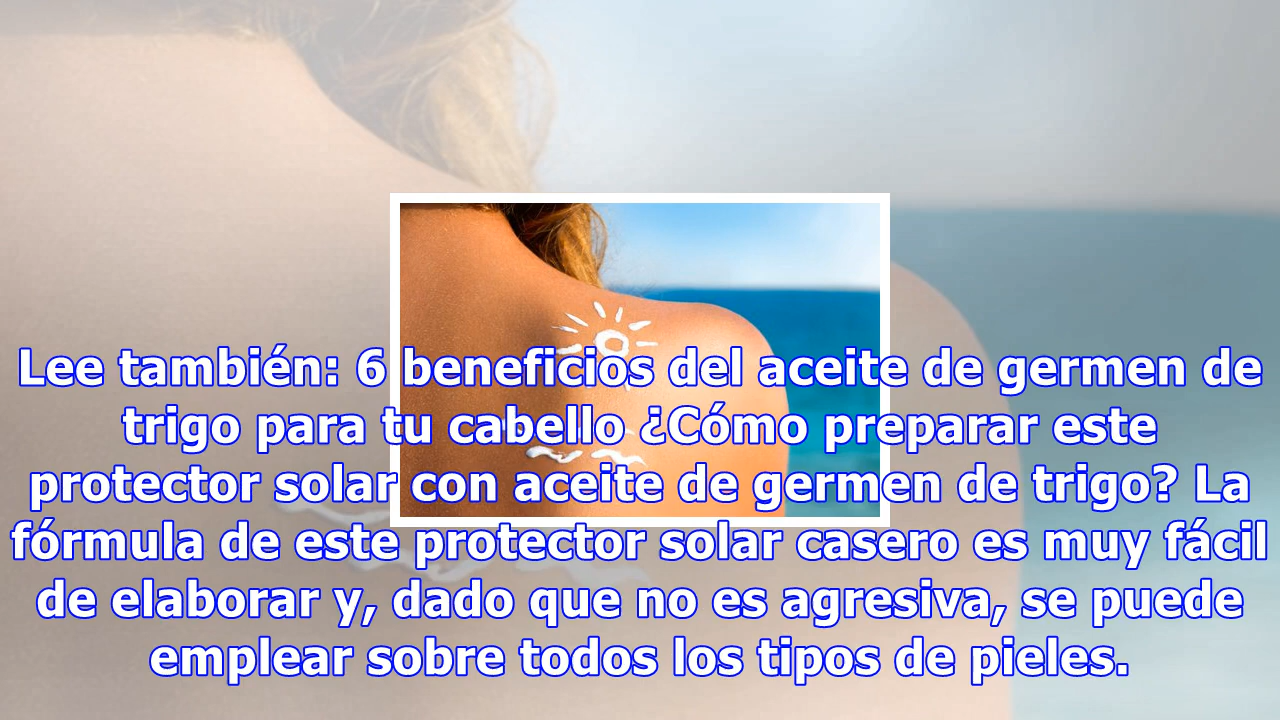 Lee también: 6 beneficios del aceite de germen de
trigo para tu cabello ¿Cómo preparar este
protector solar con aceite de germen de trigo? La
fórmula de este protector solar casero es muy fácil
de elaborar y, dado que no es agresiva, se puede
emplear sobre todos los tipos de pieles.